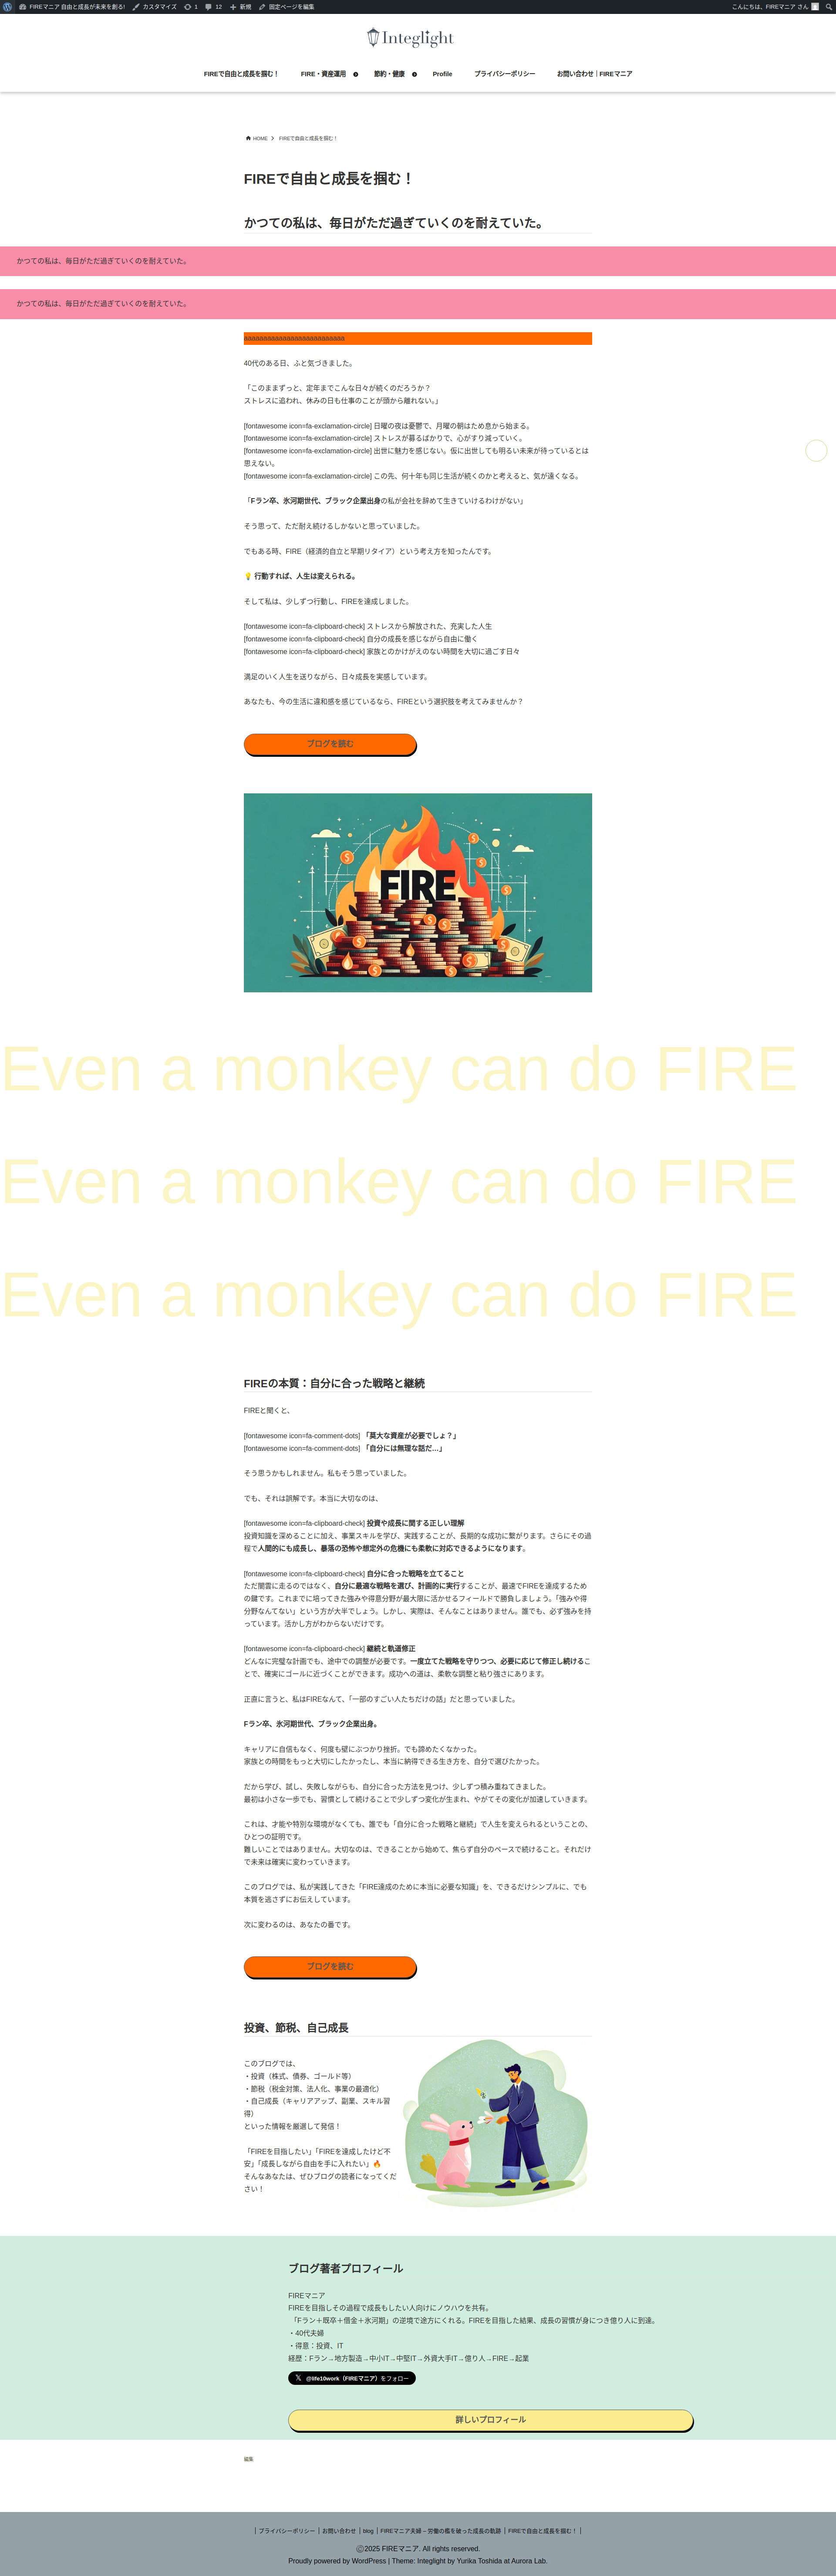 FIREマニア 自由と成長が未来を創る! カスタマイズ 1 12 新規 固定ページを編集 こんにちは、FIREマニア さん
Integlight
FIREで自由と成長を掴む！ FIRE・資産運用 節約・健康 Profile プライバシーポリシー お問い合わせ｜FIREマニア
HOME FIREで自由と成長を掴む！
FIREで自由と成長を掴む！
かつての私は、毎日がただ過ぎていくのを耐えていた。
かつての私は、毎日がただ過ぎていくのを耐えていた。
かつての私は、毎日がただ過ぎていくのを耐えていた。
40代のある日、ふと気づきました。
「このままずっと、定年までこんな日々が続くのだろうか？
ストレスに追われ、休みの日も仕事のことが頭から離れない。」
[fontawesome icon=fa-exclamation-circle] 日曜の夜は憂鬱で、月曜の朝はため息から始まる。
[fontawesome icon=fa-exclamation-circle] ストレスが募るばかりで、心がすり減っていく。
[fontawesome icon=fa-exclamation-circle] 出世に魅力を感じない。仮に出世しても明るい未来が待っているとは
思えない。
[fontawesome icon=fa-exclamation-circle] この先、何十年も同じ生活が続くのかと考えると、気が遠くなる。
「Fラン卒、氷河期世代、ブラック企業出身の私が会社を辞めて生きていけるわけがない」
そう思って、ただ耐え続けるしかないと思っていました。
でもある時、FIRE（経済的自立と早期リタイア）という考え方を知ったんです。
💡 行動すれば、人生は変えられる。
そして私は、少しずつ行動し、FIREを達成しました。
[fontawesome icon=fa-clipboard-check] ストレスから解放された、充実した人生
[fontawesome icon=fa-clipboard-check] 自分の成長を感じながら自由に働く
[fontawesome icon=fa-clipboard-check] 家族とのかけがえのない時間を大切に過ごす日々
満足のいく人生を送りながら、日々成長を実感しています。
あなたも、今の生活に違和感を感じているなら、FIREという選択肢を考えてみませんか？
ブログを読む
FIRE
Even a monkey can do FIRE
Even a monkey can do FIRE
Even a monkey can do FIRE
FIREの本質：自分に合った戦略と継続
FIREと聞くと、
[fontawesome icon=fa-comment-dots] 「莫大な資産が必要でしょ？」
[fontawesome icon=fa-comment-dots] 「自分には無理な話だ…」
そう思うかもしれません。私もそう思っていました。
でも、それは誤解です。本当に大切なのは、
[fontawesome icon=fa-clipboard-check] 投資や成長に関する正しい理解
投資知識を深めることに加え、事業スキルを学び、実践することが、長期的な成功に繋がります。さらにその過
程で人間的にも成長し、暴落の恐怖や想定外の危機にも柔軟に対応できるようになります。
[fontawesome icon=fa-clipboard-check] 自分に合った戦略を立てること
ただ闇雲に走るのではなく、自分に最適な戦略を選び、計画的に実行することが、最速でFIREを達成するため
の鍵です。これまでに培ってきた強みや得意分野が最大限に活かせるフィールドで勝負しましょう。「強みや得
分野なんてない」という方が大半でしょう。しかし、実際は、そんなことはありません。誰でも、必ず強みを持
っています。活かし方がわからないだけです。
[fontawesome icon=fa-clipboard-check] 継続と軌道修正
どんなに完璧な計画でも、途中での調整が必要です。一度立てた戦略を守りつつ、必要に応じて修正し続けるこ
とで、確実にゴールに近づくことができます。成功への道は、柔軟な調整と粘り強さにあります。
正直に言うと、私はFIREなんて、「一部のすごい人たちだけの話」だと思っていました。
Fラン卒、氷河期世代、ブラック企業出身。
キャリアに自信もなく、何度も壁にぶつかり挫折。でも諦めたくなかった。
家族との時間をもっと大切にしたかったし、本当に納得できる生き方を、自分で選びたかった。
だから学び、試し、失敗しながらも、自分に合った方法を見つけ、少しずつ積み重ねてきました。
最初は小さな一歩でも、習慣として続けることで少しずつ変化が生まれ、やがてその変化が加速していきます。
これは、才能や特別な環境がなくても、誰でも「自分に合った戦略と継続」で人生を変えられるということの、
ひとつの証明です。
難しいことではありません。大切なのは、できることから始めて、焦らず自分のペースで続けること。それだけ
で未来は確実に変わっていきます。
このブログでは、私が実践してきた「FIRE達成のために本当に必要な知識」を、できるだけシンプルに、でも
本質を逃さずにお伝えしています。
次に変わるのは、あなたの番です。
ブログを読む
投資、節税、自己成長
このブログでは、
・投資（株式、債券、ゴールド等）
・節税（税金対策、法人化、事業の最適化）
・自己成長（キャリアアップ、副業、スキル習
得）
といった情報を厳選して発信！
「FIREを目指したい」「FIREを達成したけど不
安」「成長しながら自由を手に入れたい」🔥
そんなあなたは、ぜひブログの読者になってくだ
さい！
ブログ著者プロフィール
FIREマニア
FIREを目指しその過程で成長もしたい人向けにノウハウを共有。
「Fラン＋既卒＋借金＋氷河期」の逆境で途方にくれる。FIREを目指した結果、成長の習慣が身につき億り人に到達。
・40代夫婦
・得意：投資、IT
経歴：Fラン→地方製造→中小IT→中堅IT→外資大手IT→億り人→FIRE→起業
𝕏 @life10work（FIREマニア）をフォロー
詳しいプロフィール
編集
プライバシーポリシー | お問い合わせ | blog | FIREマニア夫婦 – 労働の檻を破った成長の軌跡 | FIREで自由と成長を掴む！
Ⓒ2025 FIREマニア. All rights reserved.
Proudly powered by WordPress | Theme: Integlight by Yurika Toshida at Aurora Lab.